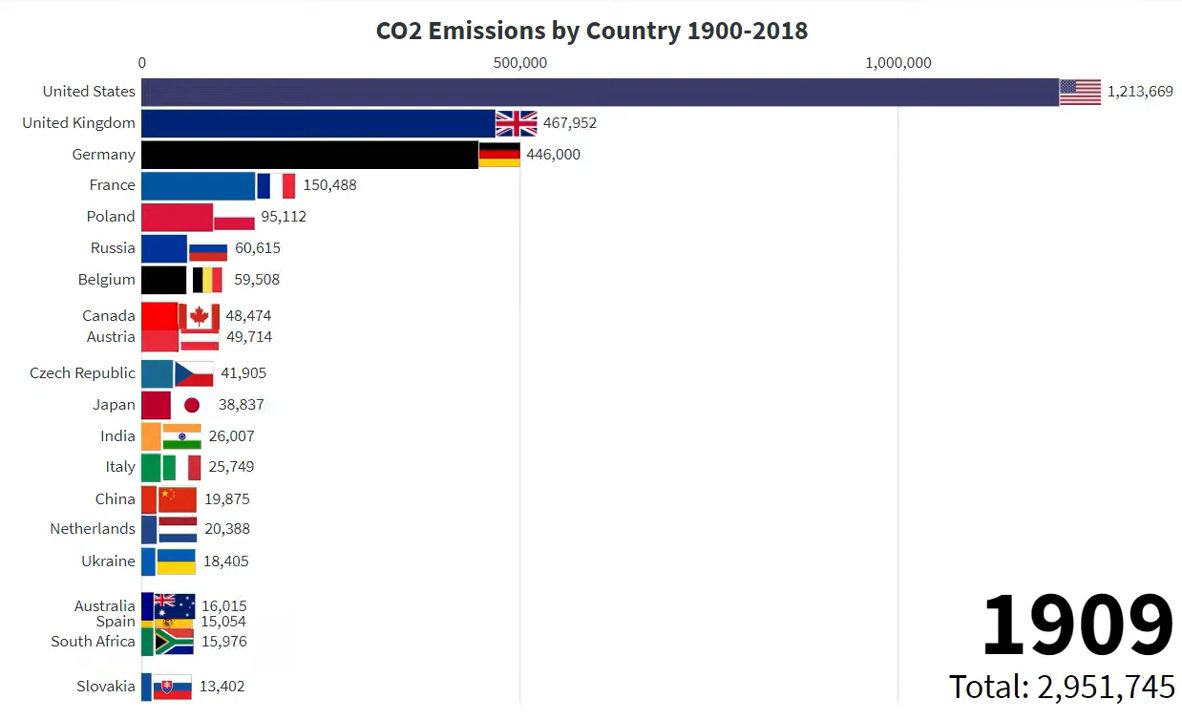 CO2 Emissions by Country 1900-2018
0 500,000 1,000,000
United States 1,213,669
United Kingdom 467,952
Germany 446,000
France 150,488
Poland 95,112
Russia 60,615
Belgium 59,508
Canada 48,474
Austria 49,714
Czech Republic 41,905
Japan 38,837
India 26,007
Italy 25,749
China 19,875
Netherlands 20,388
Ukraine 18,405
Australia 16,015
Spain 15,054
South Africa 15,976
Slovakia 13,402
1909
Total: 2,951,745